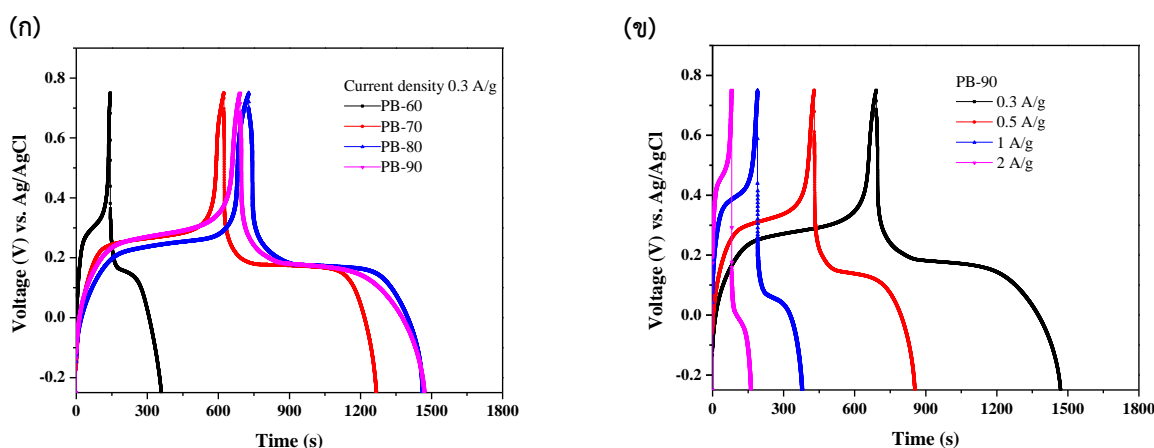 (ก)
Current density 0.3 A/g
PB-60
PB-70
PB-80
PB-90
0.8
0.6
0.4
0.2
0.0
-0.2
Voltage (V) vs. Ag/AgCl
0 300 600 900 1200 1500 1800
Time (s)
(ข)
PB-90
0.3 A/g
0.5 A/g
1 A/g
2 A/g
0.8
0.6
0.4
0.2
0.0
-0.2
Voltage (V) vs. Ag/AgCl
0 300 600 900 1200 1500 1800
Time (s)